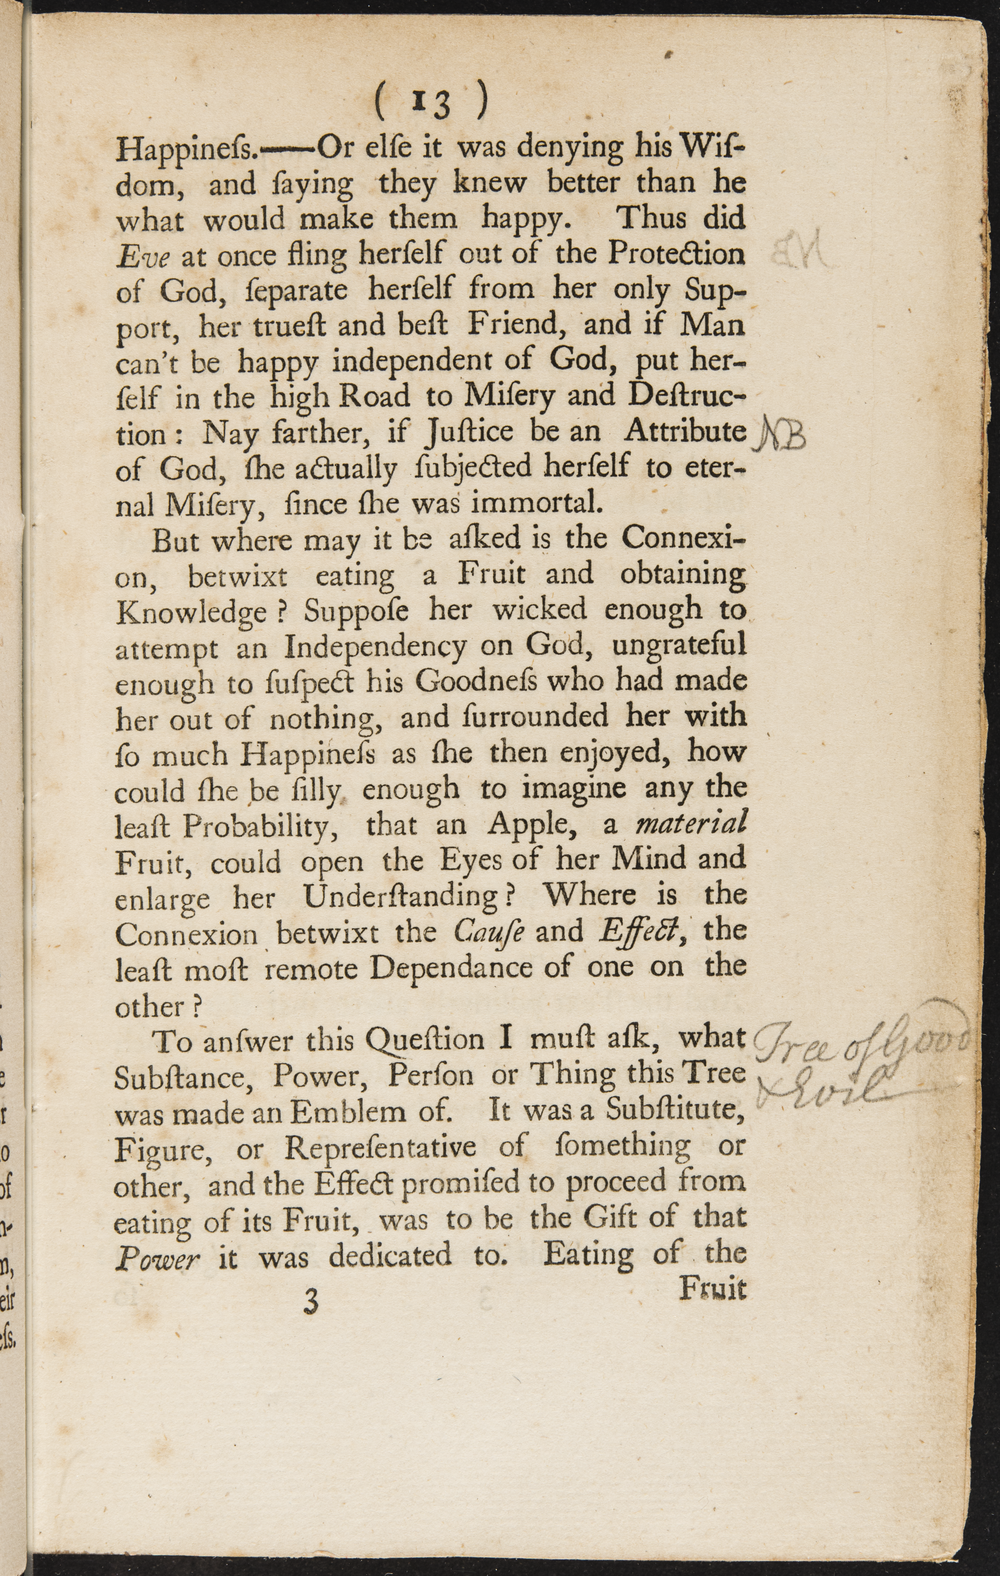 ( 13 )
Happineſs.——Or elſe it was denying his Wiſ-
dom, and ſaying they knew better than he
what would make them happy. Thus did
Eve at once fling herſelf out of the Protection
of God, ſeparate herſelf from her only Sup-
port, her trueſt and beſt Friend, and if Man
can't be happy independent of God, put her-
ſelf in the high Road to Miſery and Deſtruc-
tion : Nay farther, if Juſtice be an Attribute NB
of God, ſhe actually ſubjected herſelf to eter-
nal Miſery, ſince ſhe was immortal.
But where may it be aſked is the Connexi-
on, betwixt eating a Fruit and obtaining
Knowledge ? Suppoſe her wicked enough to
attempt an Independency on God, ungrateful
enough to ſuſpect his Goodneſs who had made
her out of nothing, and ſurrounded her with
ſo much Happineſs as ſhe then enjoyed, how
could ſhe be ſilly enough to imagine any the
leaſt Probability, that an Apple, a material
Fruit, could open the Eyes of her Mind and
enlarge her Underſtanding ? Where is the
Connexion betwixt the Cauſe and Effect, the
leaſt moſt remote Dependance of one on the
other ?
To anſwer this Queſtion I muſt aſk, what
Subſtance, Power, Perſon or Thing this Tree
was made an Emblem of. It was a Subſtitute,
Figure, or Repreſentative of ſomething or
other, and the Effect promiſed to proceed from
eating of its Fruit, was to be the Gift of that
Power it was dedicated to. Eating of the
3 Fruit
Tree of Good
& Evil